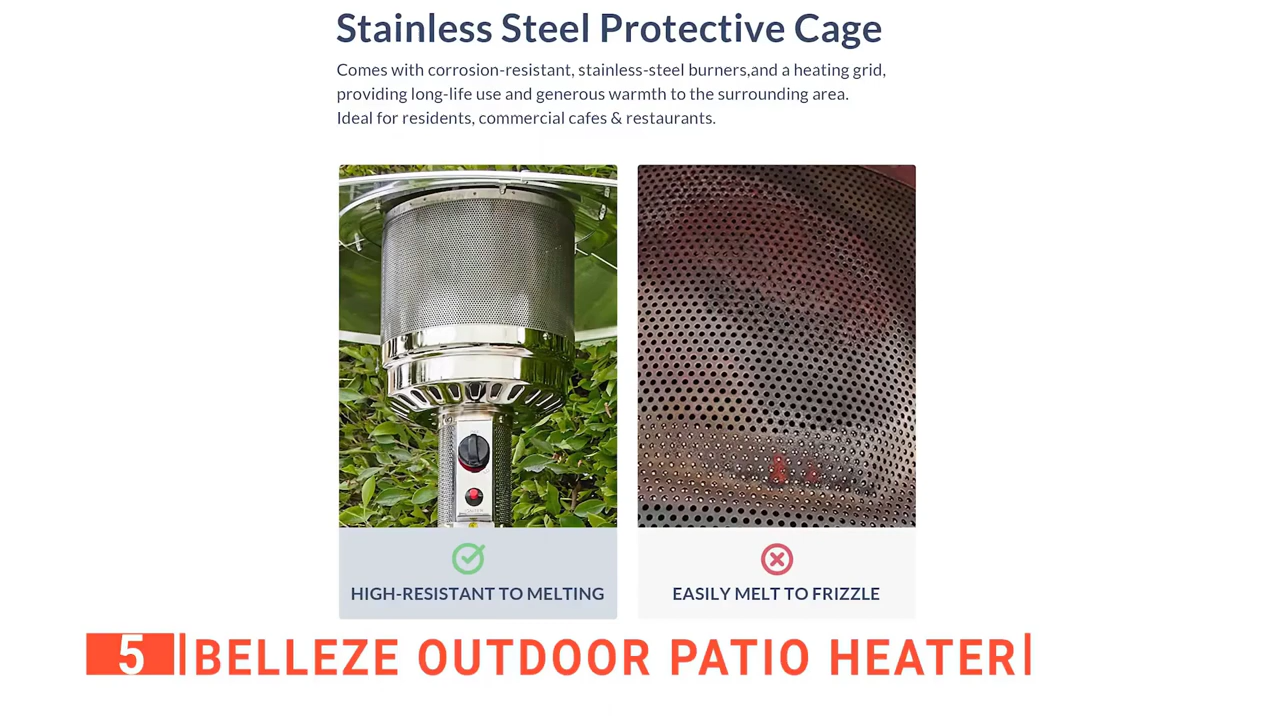 Stainless Steel Protective Cage
Comes with corrosion-resistant, stainless-steel burners,and a heating grid,
providing long-life use and generous warmth to the surrounding area.
Ideal for residents, commercial cafes & restaurants.
HIGH-RESISTANT TO MELTING
EASILY MELT TO FRIZZLE
5 BELLEZE OUTDOOR PATIO HEATER